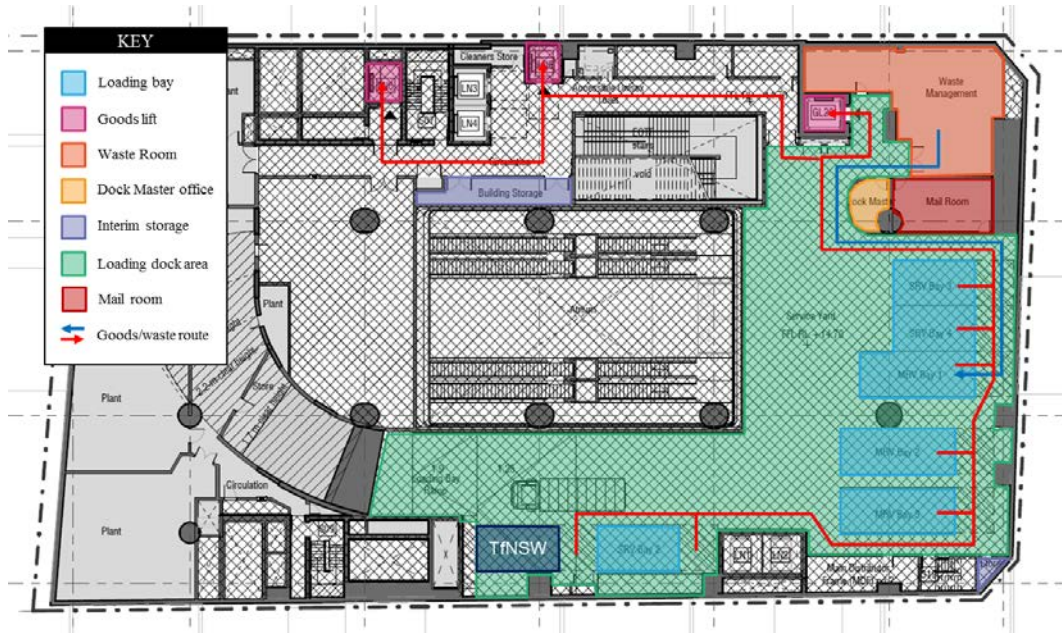 KEY
Loading bay
Goods lift
Waste Room
Dock Master office
Interim storage
Loading dock area
Mail room
Goods/waste route
Plant
Cleaners Store
LN3
LN4
Waste
Management
Building Storage
void
Mail Room
Plant
Atrium
Service Yard
SRV Bay 3
SRV Bay 4
MRV Bay 1
Store
Plant
MRV Bay 2
Circulation
1:25
Loading Bay
Ramp
Plant
MRV Bay 3
TfNSW
SRV Bay 2
LN1
LN2